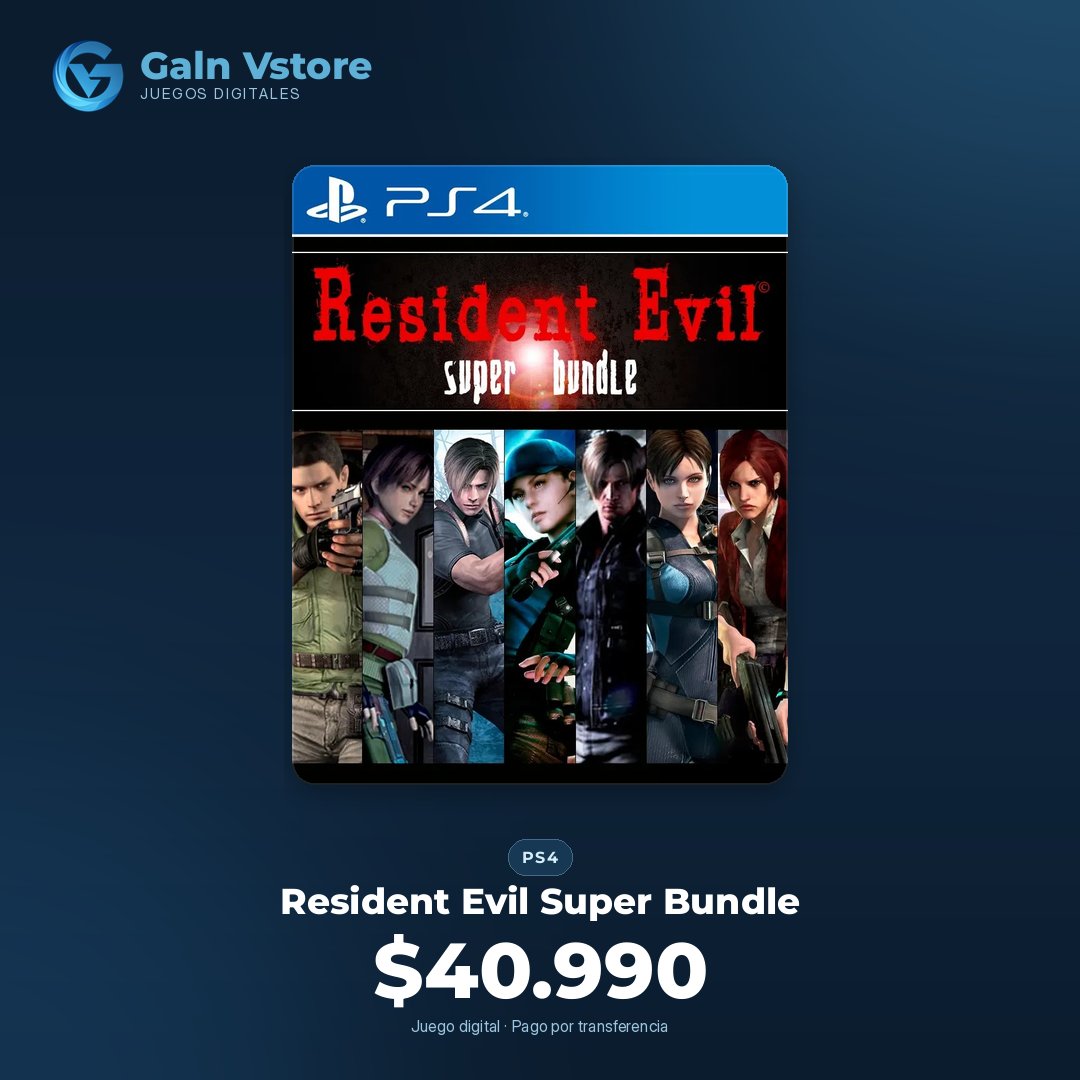 GaIn Vstore
JUEGOS DIGITALES
PS4
Resident Evil©
super bundle
PS4
Resident Evil Super Bundle
$40.990
Juego digital · Pago por transferencia